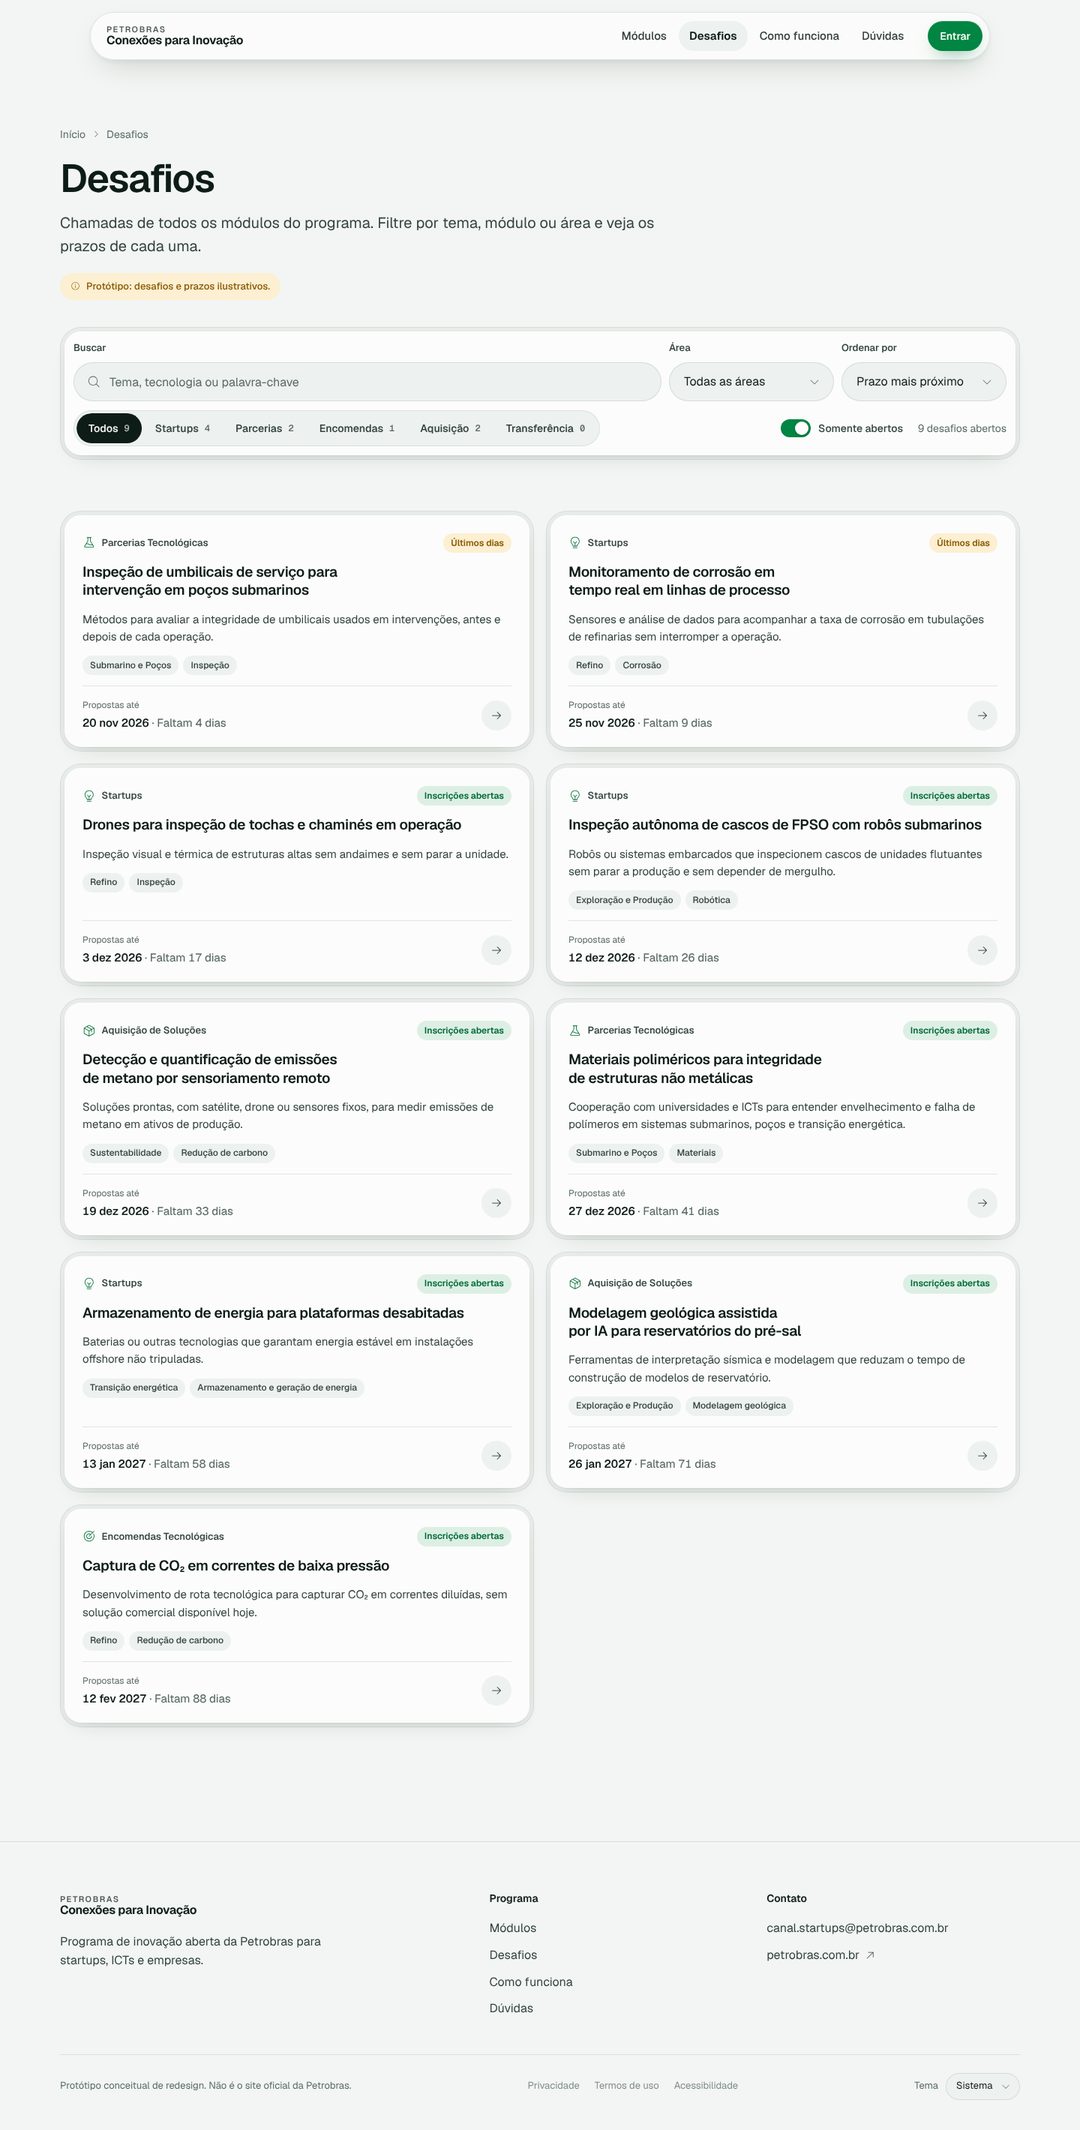 PETROBRAS
Conexões para Inovação
Módulos
Desafios
Como funciona
Dúvidas
Entrar
Início
Desafios
Desafios
Chamadas de todos os módulos do programa. Filtre por tema, módulo ou área e veja os
prazos de cada uma.
Protótipo: desafios e prazos ilustrativos.
Buscar
Área
Ordenar por
Tema, tecnologia ou palavra-chave
Todas as áreas
Prazo mais próximo
Todos 9
Startups 4
Parcerias 2
Encomendas 1
Aquisição 2
Transferência 0
Somente abertos
9 desafios abertos
Parcerias Tecnológicas
Últimos dias
Inspeção de umbilicais de serviço para
intervenção em poços submarinos
Métodos para avaliar a integridade de umbilicais usados em intervenções, antes e
depois de cada operação.
Submarino e Poços
Inspeção
Propostas até
20 nov 2026 · Faltam 4 dias
Startups
Últimos dias
Monitoramento de corrosão em
tempo real em linhas de processo
Sensores e análise de dados para acompanhar a taxa de corrosão em tubulações
de refinarias sem interromper a operação.
Refino
Corrosão
Propostas até
25 nov 2026 · Faltam 9 dias
Startups
Inscrições abertas
Drones para inspeção de tochas e chaminés em operação
Inspeção visual e térmica de estruturas altas sem andaimes e sem parar a unidade.
Refino
Inspeção
Propostas até
3 dez 2026 · Faltam 17 dias
Startups
Inscrições abertas
Inspeção autônoma de cascos de FPSO com robôs submarinos
Robôs ou sistemas embarcados que inspecionem cascos de unidades flutuantes
sem parar a produção e sem depender de mergulho.
Exploração e Produção
Robótica
Propostas até
12 dez 2026 · Faltam 26 dias
Aquisição de Soluções
Inscrições abertas
Detecção e quantificação de emissões
de metano por sensoriamento remoto
Soluções prontas, com satélite, drone ou sensores fixos, para medir emissões de
metano em ativos de produção.
Sustentabilidade
Redução de carbono
Propostas até
19 dez 2026 · Faltam 33 dias
Parcerias Tecnológicas
Inscrições abertas
Materiais poliméricos para integridade
de estruturas não metálicas
Cooperação com universidades e ICTs para entender envelhecimento e falha de
polímeros em sistemas submarinos, poços e transição energética.
Submarino e Poços
Materiais
Propostas até
27 dez 2026 · Faltam 41 dias
Startups
Inscrições abertas
Armazenamento de energia para plataformas desabitadas
Baterias ou outras tecnologias que garantam energia estável em instalações
offshore não tripuladas.
Transição energética
Armazenamento e geração de energia
Propostas até
13 jan 2027 · Faltam 58 dias
Aquisição de Soluções
Inscrições abertas
Modelagem geológica assistida
por IA para reservatórios do pré-sal
Ferramentas de interpretação sísmica e modelagem que reduzam o tempo de
construção de modelos de reservatório.
Exploração e Produção
Modelagem geológica
Propostas até
26 jan 2027 · Faltam 71 dias
Encomendas Tecnológicas
Inscrições abertas
Captura de CO₂ em correntes de baixa pressão
Desenvolvimento de rota tecnológica para capturar CO₂ em correntes diluídas, sem
solução comercial disponível hoje.
Refino
Redução de carbono
Propostas até
12 fev 2027 · Faltam 88 dias
PETROBRAS
Conexões para Inovação
Programa de inovação aberta da Petrobras para
startups, ICTs e empresas.
Programa
Módulos
Desafios
Como funciona
Dúvidas
Contato
canal.startups@petrobras.com.br
petrobras.com.br
Protótipo conceitual de redesign. Não é o site oficial da Petrobras.
Privacidade
Termos de uso
Acessibilidade
Tema
Sistema